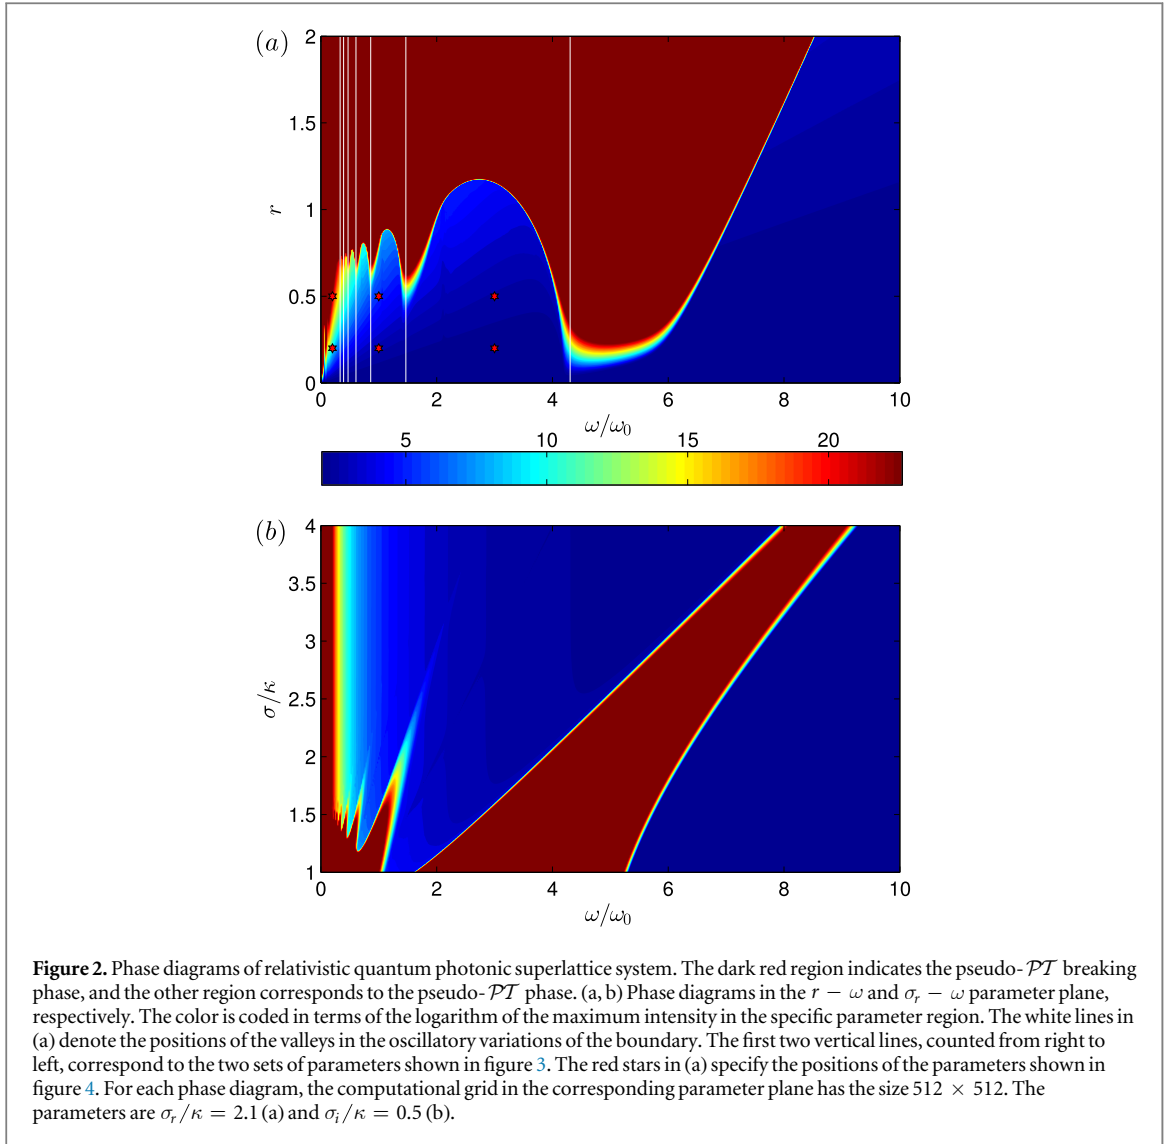 (a)
2
1.5
1
0.5
0
r
0 2 4 6 8 10
ω/ω₀
5 10 15 20
(b)
4
3.5
3
2.5
2
1.5
1
σ/κ
0 2 4 6 8 10
ω/ω₀
Figure 2. Phase diagrams of relativistic quantum photonic superlattice system. The dark red region indicates the pseudo-𝒫𝒯 breaking
phase, and the other region corresponds to the pseudo-𝒫𝒯 phase. (a, b) Phase diagrams in the r − ω and σᵣ − ω parameter plane,
respectively. The color is coded in terms of the logarithm of the maximum intensity in the specific parameter region. The white lines in
(a) denote the positions of the valleys in the oscillatory variations of the boundary. The first two vertical lines, counted from right to
left, correspond to the two sets of parameters shown in figure 3. The red stars in (a) specify the positions of the parameters shown in
figure 4. For each phase diagram, the computational grid in the corresponding parameter plane has the size 512 × 512. The
parameters are σᵣ/κ = 2.1 (a) and σᵢ/κ = 0.5 (b).